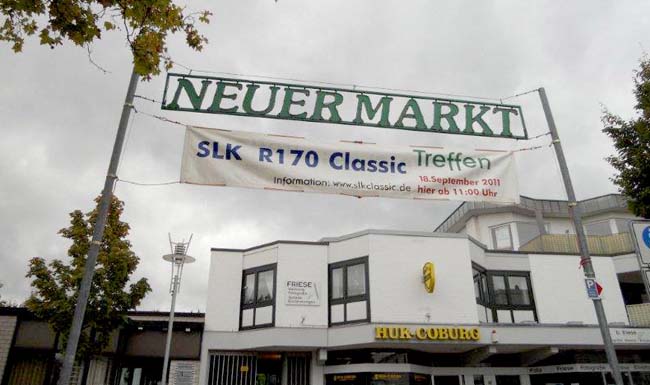 NEUER MARKT
SLK R170 Classic Treffen
18.September 2011
Information: www.slkclassic.de hier ab 11:00 Uhr
FRIESE
HUK-COBURG